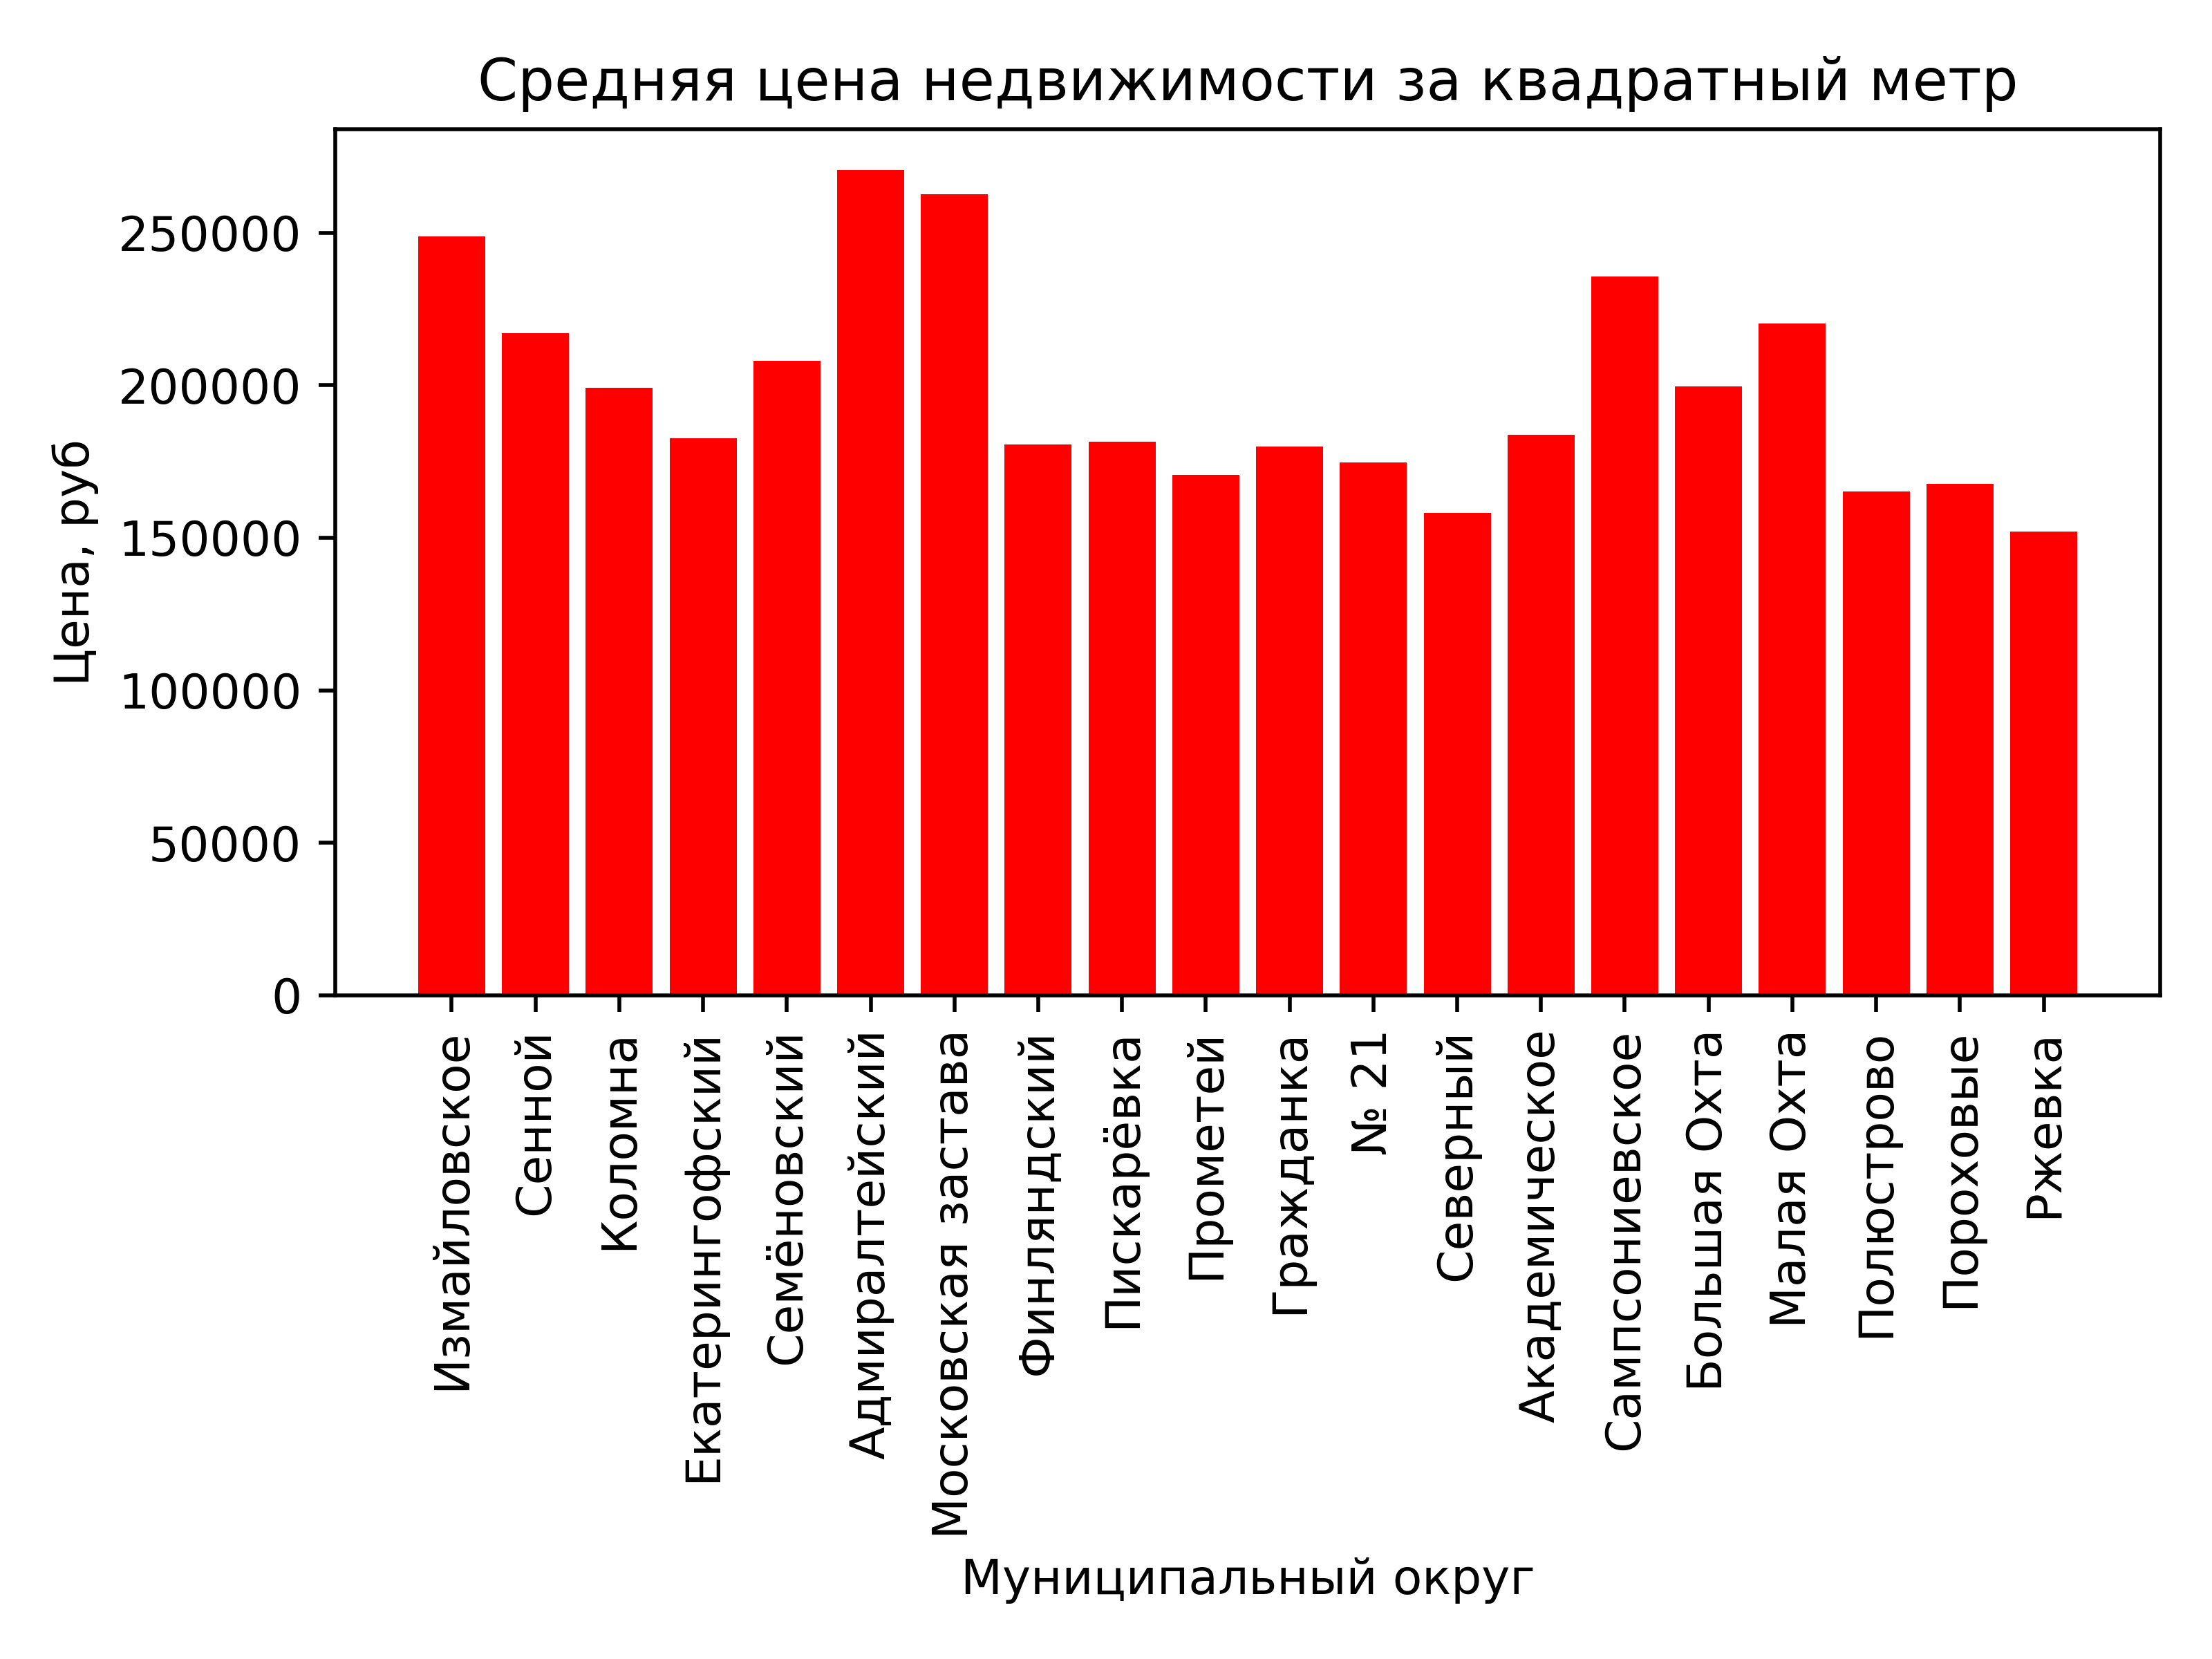 Средняя цена недвижимости за квадратный метр
Цена, руб
250000
200000
150000
100000
50000
0
Измайловское
Сенной
Коломна
Екатерингофский
Семёновский
Адмиралтейский
Московская застава
Финляндский
Пискарёвка
Прометей
Гражданка
№ 21
Северный
Академическое
Сампсониевское
Большая Охта
Малая Охта
Полюстрово
Пороховые
Ржевка
Муниципальный округ